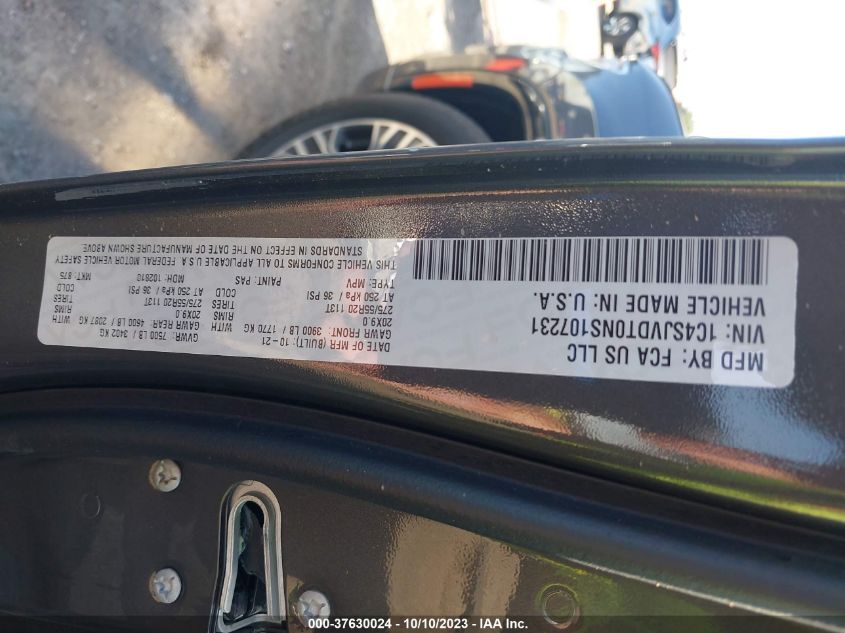 MFD BY: FCA US LLC
VIN: 1C4SJVDT0NS107231
VEHICLE MADE IN: U.S.A.
DATE OF MFR (BUILT): 10-21
GVWR: 7500 LB / 3402 KG
GAWR FRONT: 3900 LB / 1770 KG
GAWR REAR: 4600 LB / 2087 KG
20X9.0 RIMS
20X9.0 RIMS
275/55R20 113T TIRES
275/55R20 113T TIRES
AT 250 kPa / 36 PSI COLD
AT 250 kPa / 36 PSI COLD
TYPE: MPV
PAINT: PAS
MDH: 102810
MKT: 875
THIS VEHICLE CONFORMS TO ALL APPLICABLE U.S.A. FEDERAL MOTOR VEHICLE SAFETY
STANDARDS IN EFFECT ON THE DATE OF MANUFACTURE SHOWN ABOVE
000-37630024 - 10/10/2023 - IAA Inc.